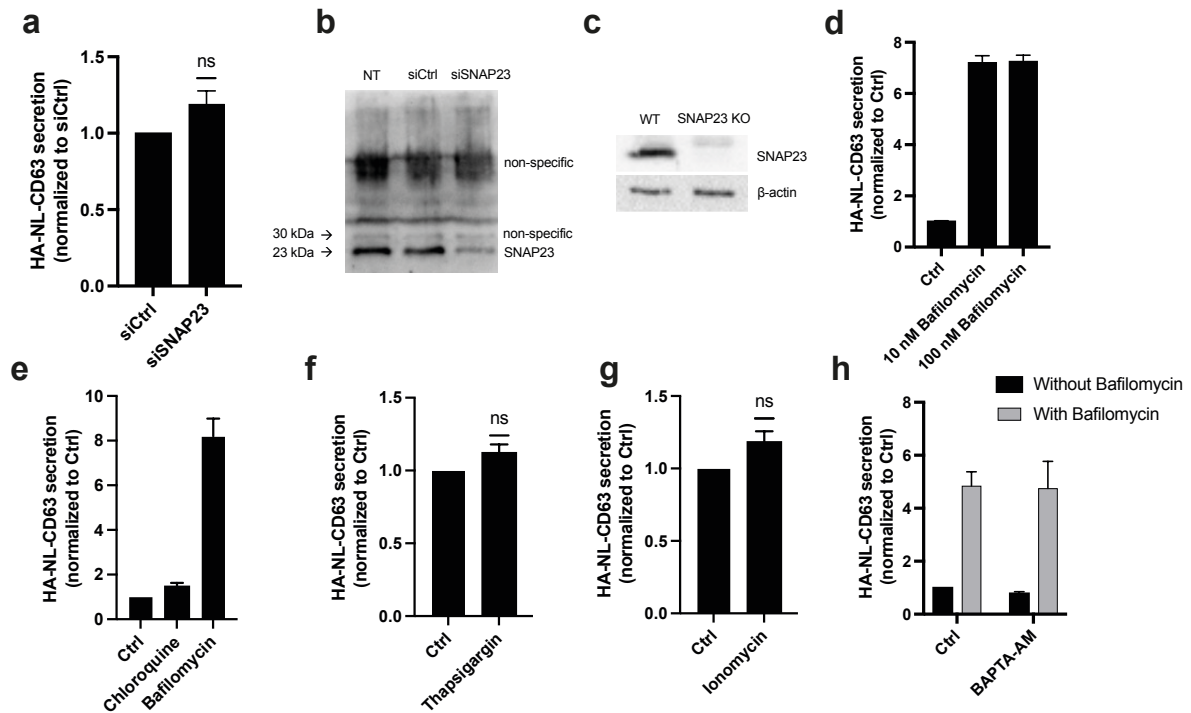 a
HA-NL-CD63 secretion
(normalized to siCtrl)
1.5
1.0
0.5
0.0
ns
siCtrl
siSNAP23
b
NT siCtrl siSNAP23
non-specific
30 kDa → non-specific
23 kDa → SNAP23
c
WT SNAP23 KO
SNAP23
β-actin
d
HA-NL-CD63 secretion
(normalized to Ctrl)
8
6
4
2
0
Ctrl
10 nM Bafilomycin
100 nM Bafilomycin
e
HA-NL-CD63 secretion
(normalized to Ctrl)
10
8
6
4
2
0
Ctrl
Chloroquine
Bafilomycin
f
HA-NL-CD63 secretion
(normalized to Ctrl)
1.5
1.0
0.5
0.0
ns
Ctrl
Thapsigargin
g
HA-NL-CD63 secretion
(normalized to Ctrl)
1.5
1.0
0.5
0.0
ns
Ctrl
Ionomycin
h
Without Bafilomycin
With Bafilomycin
HA-NL-CD63 secretion
(normalized to Ctrl)
8
6
4
2
0
Ctrl
BAPTA-AM